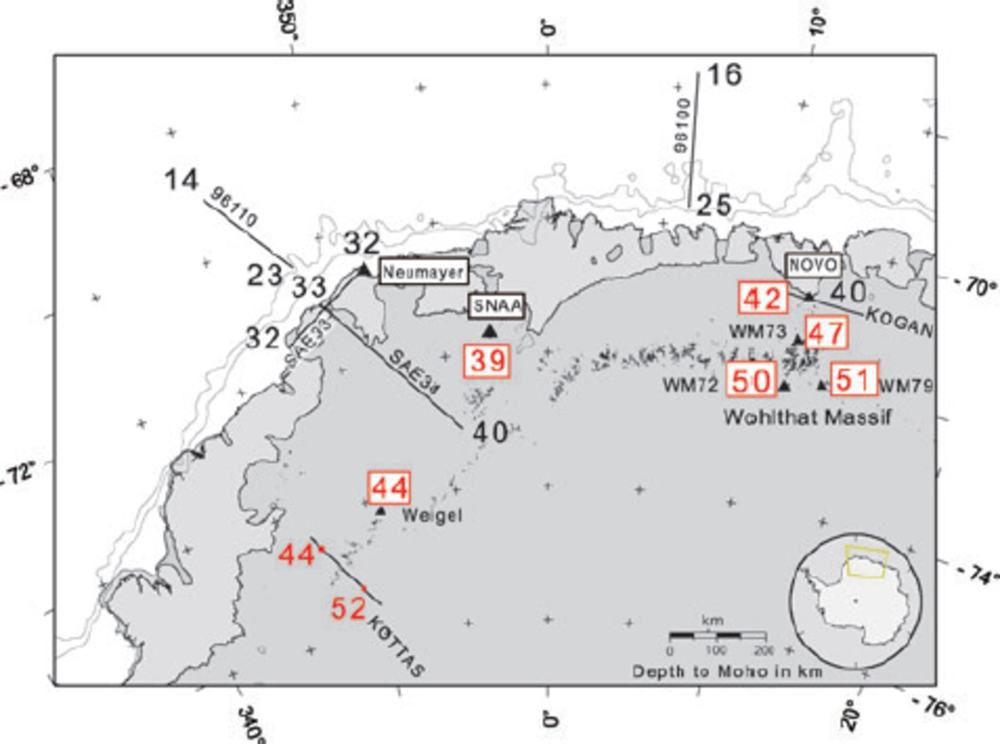 350°
0°
10°
16
98100
- 68°
14
96110
25
32
23
33
Neumayer
NOVO
- 70°
SNAA
42
40
KOGAN
WM73
47
32
SAE33
SAE34
39
WM72
50
51
WM79
Wohlthat Massif
40
- 72°
44
Weigel
44
52
KOTTAS
- 74°
km
0
100
200
Depth to Moho in km
340°
0°
20°
- 76°